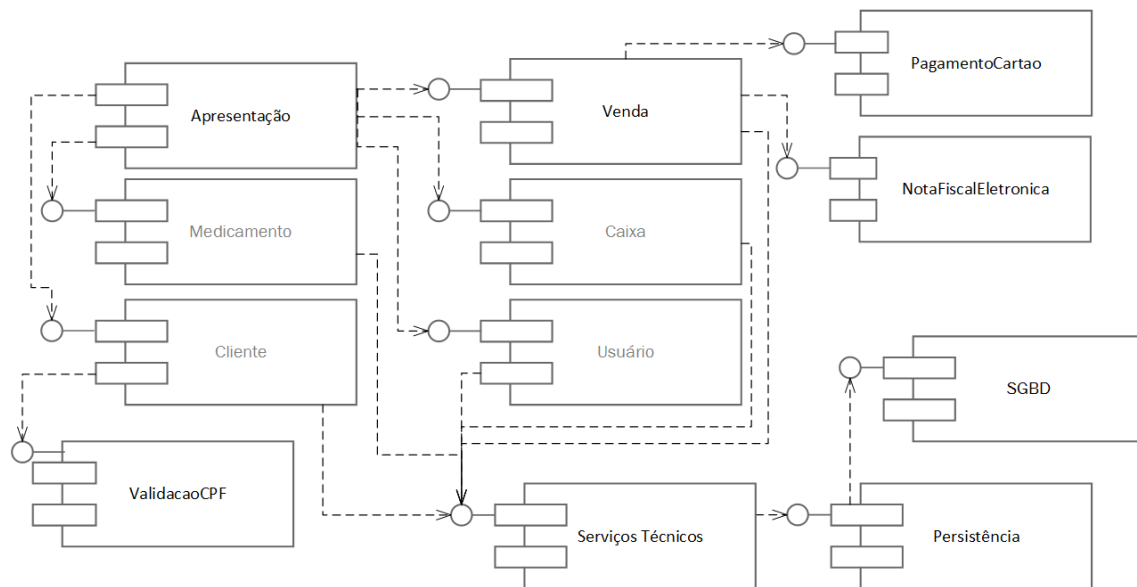 PagamentoCartao
Apresentação
Venda
NotaFiscalEletronica
Medicamento
Caixa
Cliente
Usuário
SGBD
ValidacaoCPF
Serviços Técnicos
Persistência